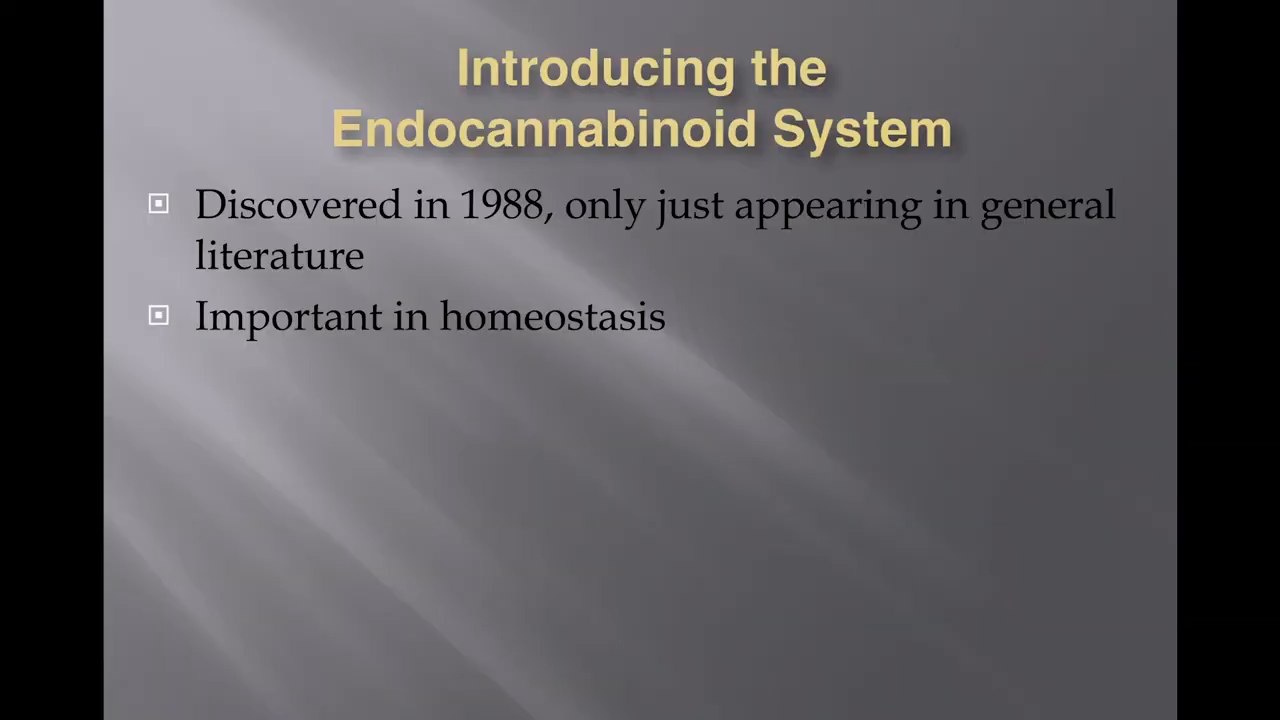 Introducing the
Endocannabinoid System
Discovered in 1988, only just appearing in general
literature
Important in homeostasis